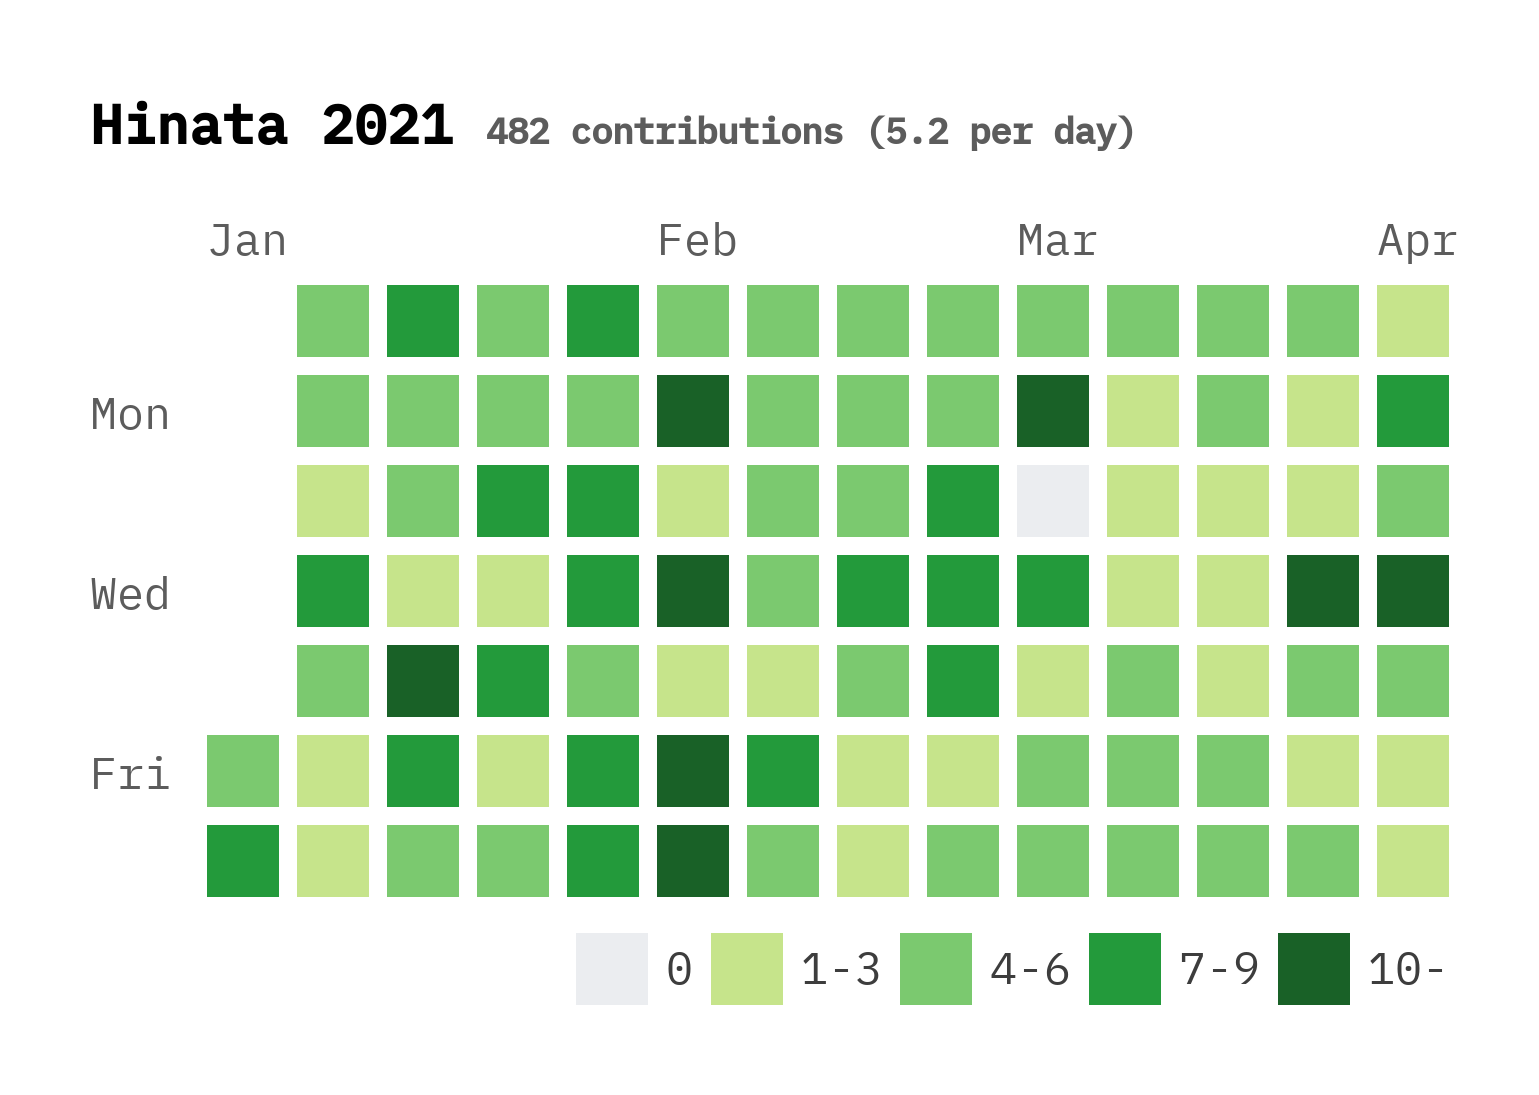 Hinata 2021 482 contributions (5.2 per day)
Jan Feb Mar Apr
Mon
Wed
Fri
0 1-3 4-6 7-9 10-